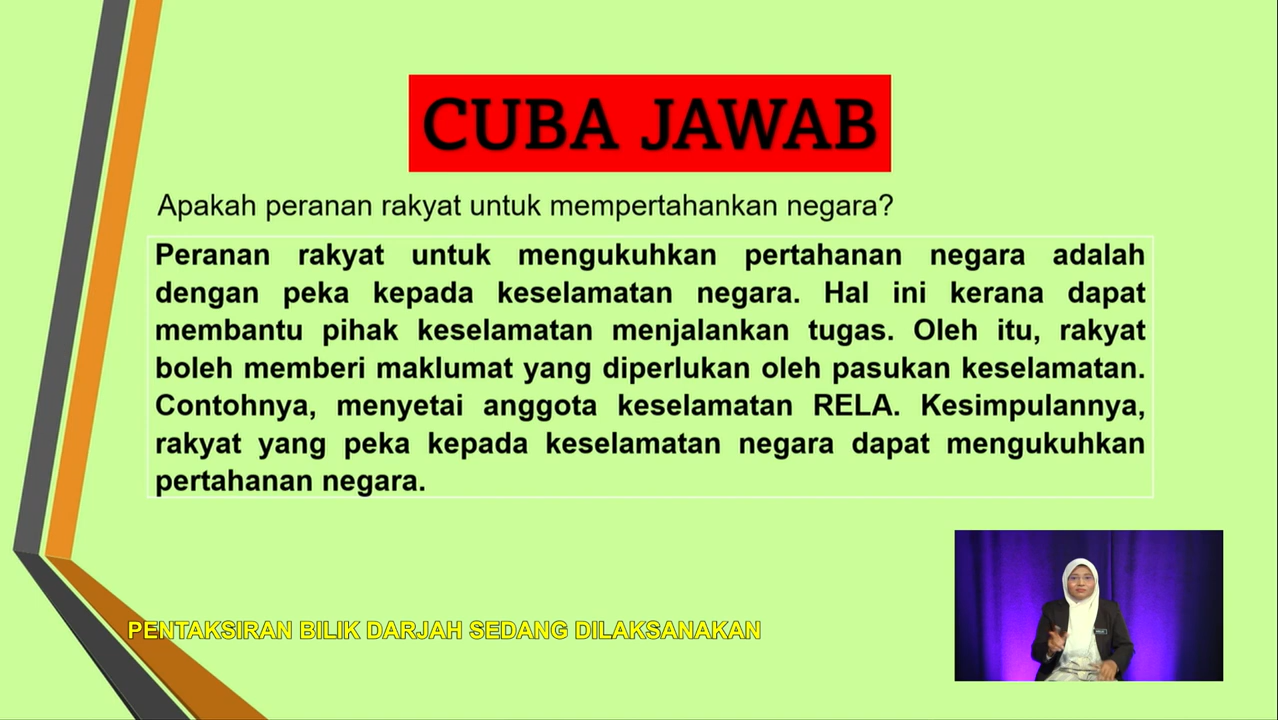 CUBA JAWAB
Apakah peranan rakyat untuk mempertahankan negara?
Peranan rakyat untuk mengukuhkan pertahanan negara adalah
dengan peka kepada keselamatan negara. Hal ini kerana dapat
membantu pihak keselamatan menjalankan tugas. Oleh itu, rakyat
boleh memberi maklumat yang diperlukan oleh pasukan keselamatan.
Contohnya, menyetai anggota keselamatan RELA. Kesimpulannya,
rakyat yang peka kepada keselamatan negara dapat mengukuhkan
pertahanan negara.
PENTAKSIRAN BILIK DARJAH SEDANG DILAKSANAKAN